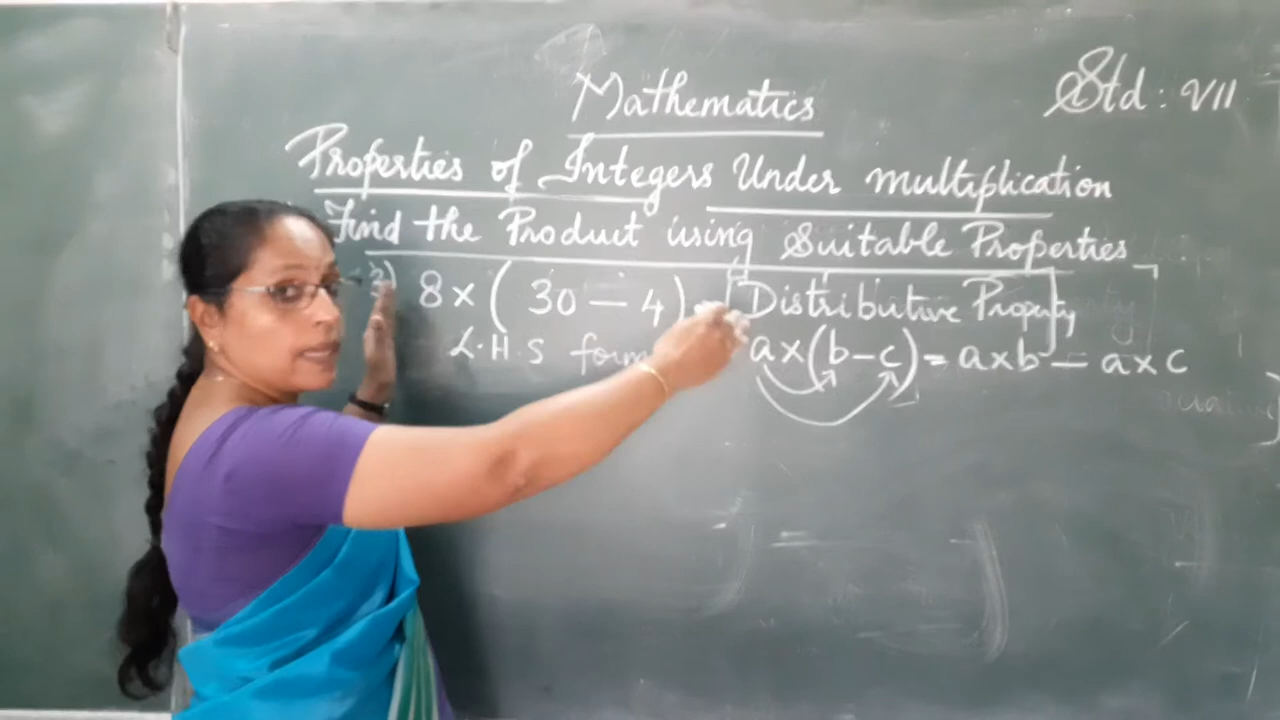 Mathematics
Std : VII
Properties of Integers Under multiplication
Find the Product using Suitable Properties
3) 8 × ( 30 − 4 ) [Distributive Property]
L.H.S form a×(b−c) = a×b − a×c